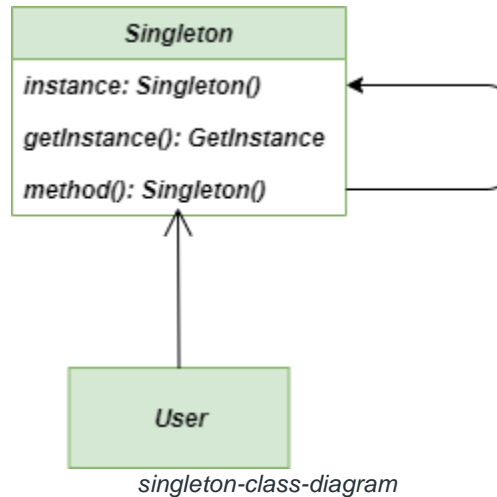 Singleton
instance: Singleton()
getInstance(): GetInstance
method(): Singleton()
User
singleton-class-diagram